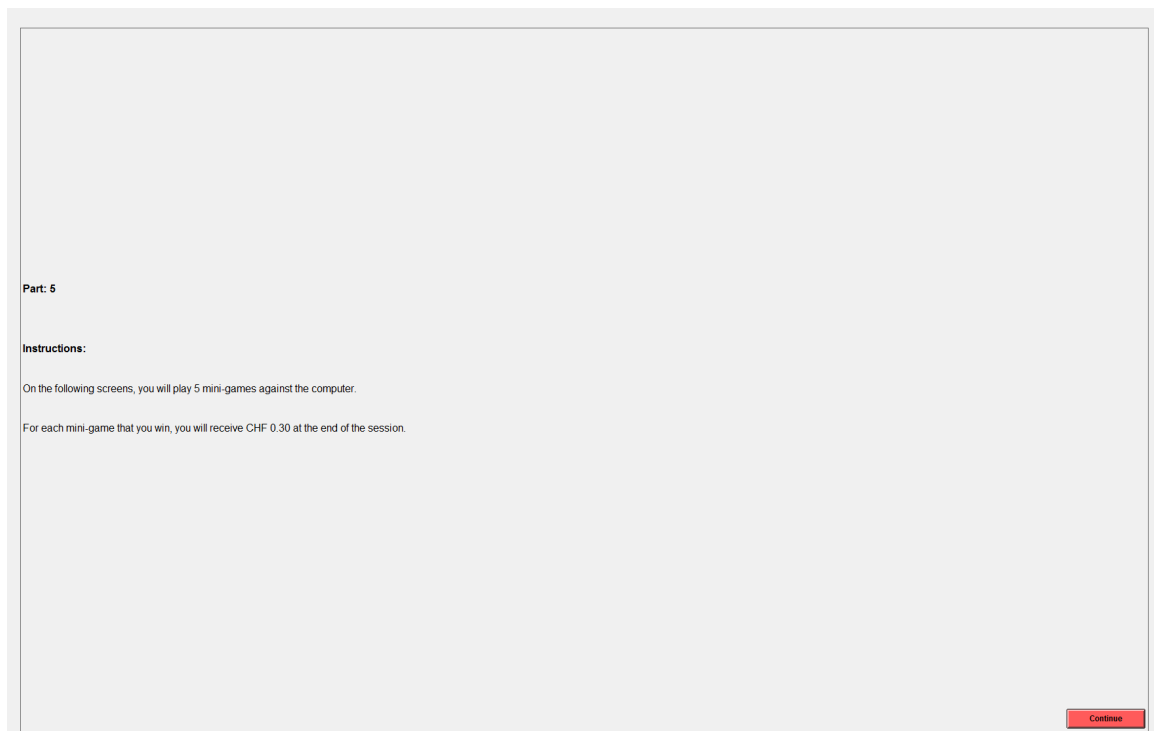 Part: 5
Instructions:
On the following screens, you will play 5 mini-games against the computer.
For each mini-game that you win, you will receive CHF 0.30 at the end of the session.
Continue